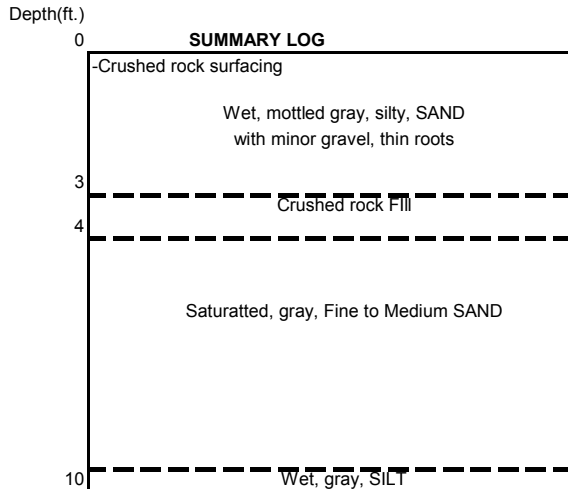 Depth(ft.)
0
SUMMARY LOG
-Crushed rock surfacing
Wet, mottled gray, silty, SAND
with minor gravel, thin roots
3
Crushed rock FIll
4
Saturatted, gray, Fine to Medium SAND
10
Wet, gray, SILT